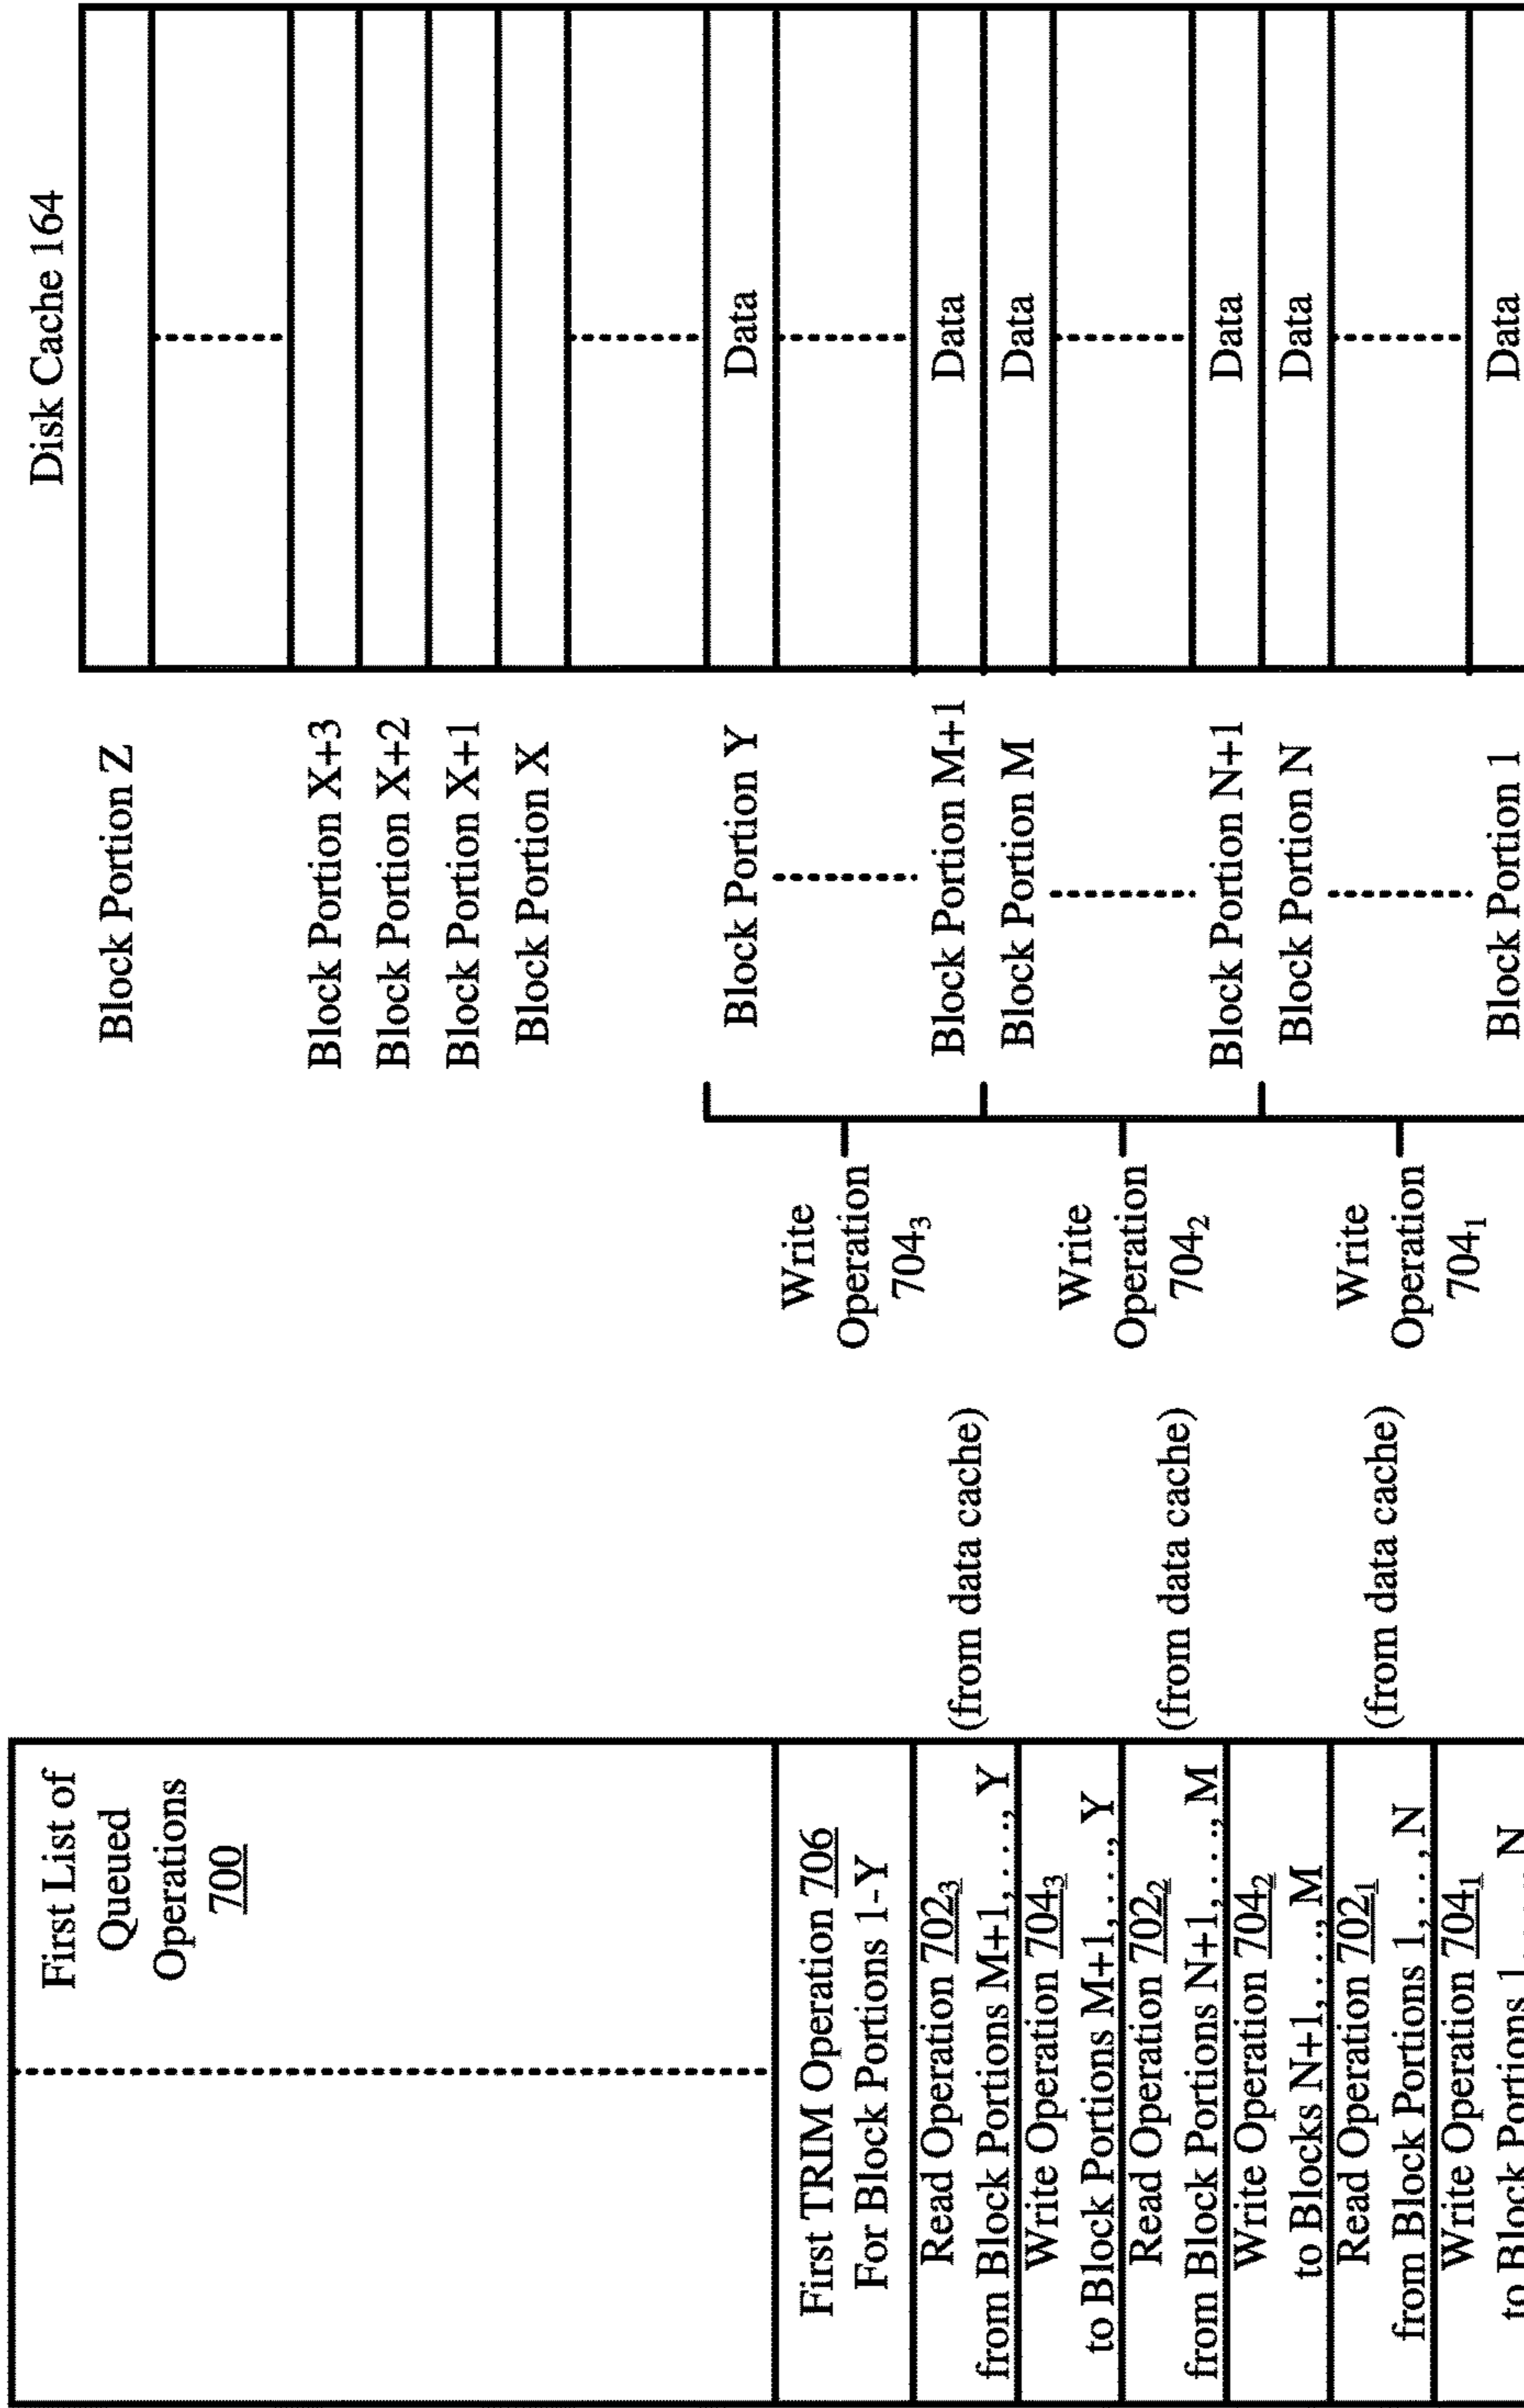 First List of
Queued
Operations
700
First TRIM Operation 706
For Block Portions 1-Y
Read Operation 702₃
from Block Portions M+1, . . ., Y
Write Operation 704₃
to Block Portions M+1, . . ., Y
Read Operation 702₂
from Block Portions N+1, . . ., M
Write Operation 704₂
to Blocks N+1, . . ., M
Read Operation 702₁
from Block Portions 1, . . ., N
Write Operation 704₁
to Block Portions 1, . . ., N
(from data cache)
(from data cache)
(from data cache)
Write
Operation
704₃
Write
Operation
704₂
Write
Operation
704₁
Block Portion Z
Block Portion X+3
Block Portion X+2
Block Portion X+1
Block Portion X
Block Portion Y
Block Portion M+1
Block Portion M
Block Portion N+1
Block Portion N
Block Portion 1
Disk Cache 164
Data
Data
Data
Data
Data
Data